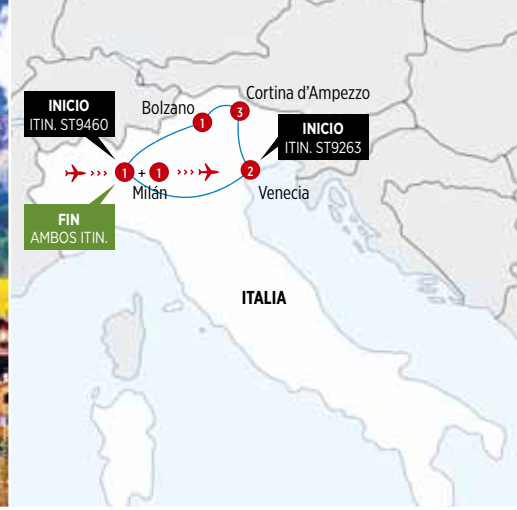 Cortina d'Ampezzo
3
INICIO
ITIN. ST9460
Bolzano
1
INICIO
ITIN. ST9263
1 + 1
Milán
2
Venecia
FIN
AMBOS ITIN.
ITALIA